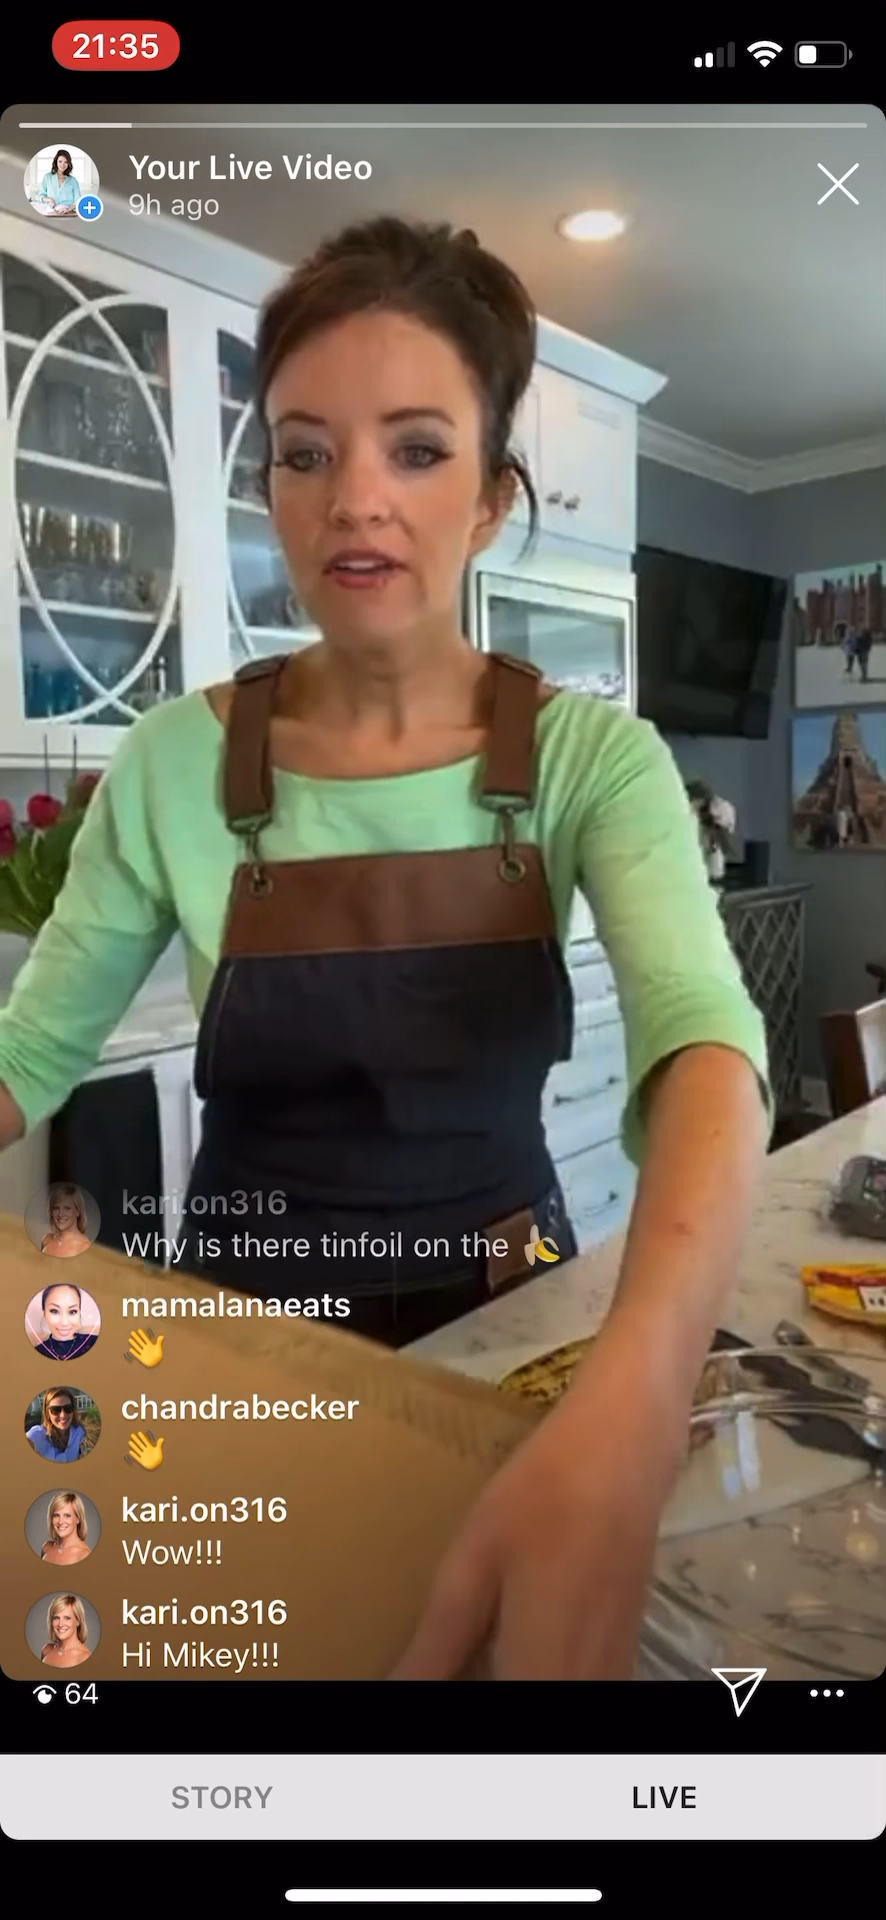 21:35
Your Live Video
9h ago
kari.on316
Why is there tinfoil on the 🍌
mamalanaeats
👋
chandrabecker
👋
kari.on316
Wow!!!
kari.on316
Hi Mikey!!!
64
STORY
LIVE